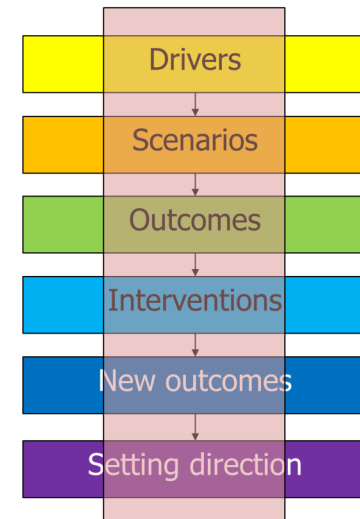 Drivers
Scenarios
Outcomes
Interventions
New outcomes
Setting direction